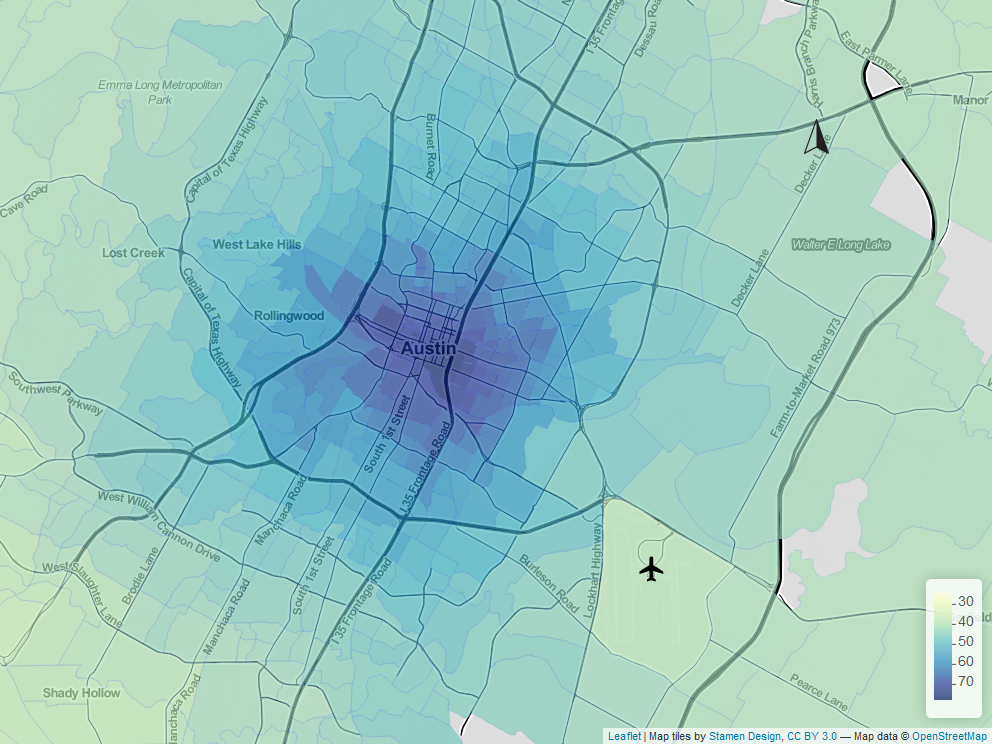 I 35 Frontage
Dessau Roa
Harris Branch Parkwa
East Parmer Lane
Emma Long Metropolitan
Park
Manor
Capital of Texas Highway
Burnet Road
Decker Lane
Cave Road
West Lake Hills
Lost Creek
Walter E Long Lake
Decker Lane
Capital of Texas Highway
Rollingwood
Austin
Farm-to-Market Road 973
Southwest Parkway
South 1st Street
I 35 Frontage Road
West William Cannon Drive
Manchaca Road
Lockhart Highway
Burleson Road
West Slaughter Lane
Brodie Lane
South 1st Street
I 35 Frontage Road
Manchaca Road
30
40
50
60
70
Shady Hollow
Manchaca Road
Pearce Lane
Leaflet | Map tiles by Stamen Design, CC BY 3.0 — Map data © OpenStreetMap